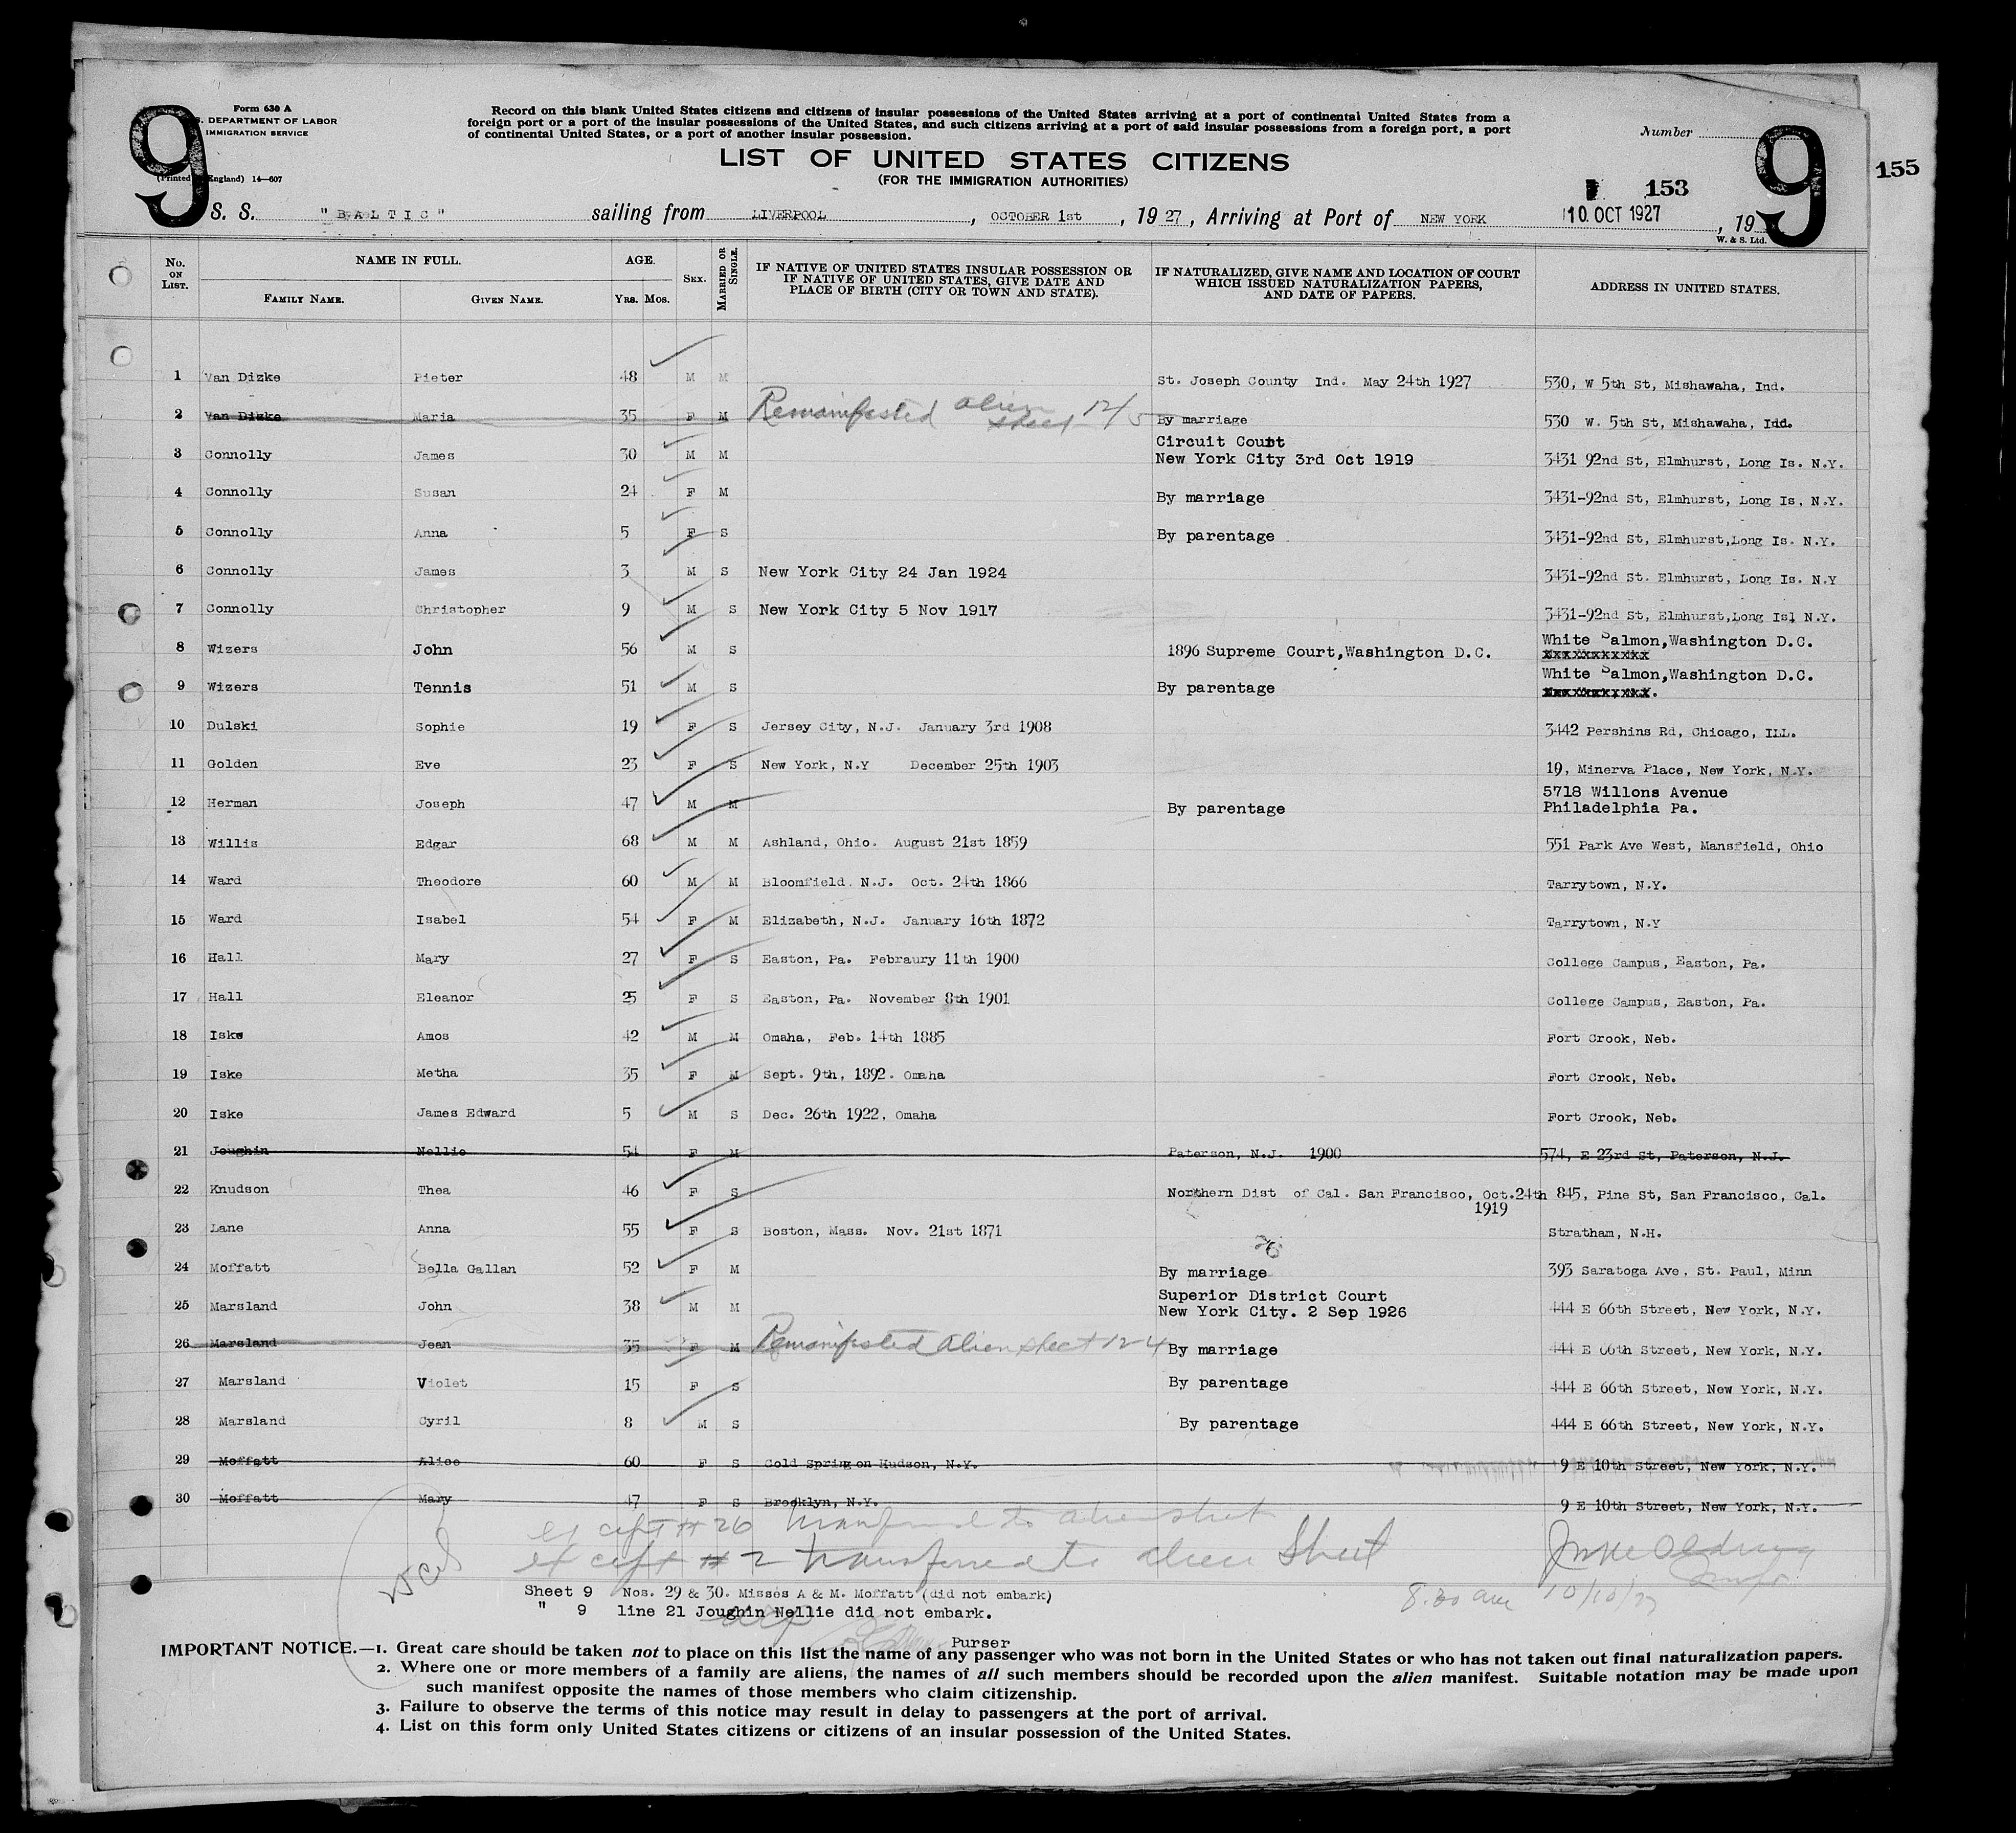 9
Form 630 A
S. DEPARTMENT OF LABOR
IMMIGRATION SERVICE
(Printed England) 14—607
Record on this blank United States citizens and citizens of insular possessions of the United States arriving at a port of continental United States from a
foreign port or a port of the insular possessions of the United States, and such citizens arriving at a port of said insular possessions from a foreign port, a port
of continental United States, or a port of another insular possession.
Number
9
155
LIST OF UNITED STATES CITIZENS
(FOR THE IMMIGRATION AUTHORITIES)
153
S. S. "BALTIC" sailing from LIVERPOOL, OCTOBER 1st, 1927, Arriving at Port of NEW YORK 10 OCT 1927, 19
W. & S. Ltd.
No. ON LIST. NAME IN FULL. FAMILY NAME. GIVEN NAME. AGE. Yrs. Mos. SEX. MARRIED OR SINGLE. IF NATIVE OF UNITED STATES INSULAR POSSESSION OR IF NATIVE OF UNITED STATES, GIVE DATE AND PLACE OF BIRTH (CITY OR TOWN AND STATE). IF NATURALIZED, GIVE NAME AND LOCATION OF COURT WHICH ISSUED NATURALIZATION PAPERS, AND DATE OF PAPERS. ADDRESS IN UNITED STATES.
1 Van Dizke Pieter 48 M M St. Joseph County Ind. May 24th 1927 530, W 5th St, Mishawaha, Ind.
2 Van Dizke Maria 35 F M Remanifested alien sheet 12/5 By marriage 530 W. 5th St, Mishawaha, Idd.
3 Connolly James 30 M M Circuit Court New York City 3rd Oct 1919 3431 92nd St, Elmhurst, Long Is. N.Y.
4 Connolly Susan 24 F M By marriage 3431-92nd St, Elmhurst, Long Is. N.Y.
5 Connolly Anna 5 F S By parentage 3431-92nd St, Elmhurst,Long Is. N.Y.
6 Connolly James 3 M S New York City 24 Jan 1924 3431-92nd St. Elmhurst, Long Is. N.Y
7 Connolly Christopher 9 M S New York City 5 Nov 1917 3431-92nd St, Elmhurst,Long Isl N.Y.
8 Wizers John 56 M S 1896 Supreme Court,Washington D.C. White Salmon,Washington D.C.
xxxxxxxxxxx
9 Wizers Tennis 51 M S By parentage White Salmon,Washington D.C.
xxxxxxxxxxx.
10 Dulski Sophie 19 F S Jersey City, N.J. January 3rd 1908 3442 Pershins Rd, Chicago, ILL.
11 Golden Eve 23 F S New York, N.Y December 25th 1903 19, Minerva Place, New York, N.Y.
12 Herman Joseph 47 M M By parentage 5718 Willons Avenue Philadelphia Pa.
13 Willis Edgar 68 M M Ashland, Ohio. August 21st 1859 551 Park Ave West, Mansfield, Ohio
14 Ward Theodore 60 M M Bloomfield. N.J. Oct. 24th 1866 Tarrytown, N.Y.
15 Ward Isabel 54 F M Elizabeth, N.J. January 16th 1872 Tarrytown, N.Y
16 Hall Mary 27 F S Easton, Pa. Febraury 11th 1900 College Campus, Easton, Pa.
17 Hall Eleanor 25 F S Easton, Pa. November 8th 1901 College Campus, Easton, Pa.
18 Iske Amos 42 M M Omaha, Feb. 14th 1885 Fort Crook, Neb.
19 Iske Metha 35 F M Sept. 9th, 1892. Omaha Fort Crook, Neb.
20 Iske James Edward 5 M S Dec. 26th 1922, Omaha Fort Crook, Neb.
21 Joughin Nellie 54 F M Paterson, N.J. 1900 574, E 23rd St, Paterson, N.J.
22 Knudson Thea 46 F S Northern Dist of Cal. San Francisco, Oct.24th 1919 845, Pine St, San Francisco, Cal.
23 Lane Anna 55 F S Boston, Mass. Nov. 21st 1871 Stratham, N.H.
24 Moffatt Bella Gallan 52 F M By marriage 393 Saratoga Ave, St. Paul, Minn
25 Marsland John 38 M M Superior District Court New York City. 2 Sep 1926 444 E 66th Street, New York, N.Y.
26 Marsland Jean 35 F M Remanifested alien sheet 12-4 By marriage 444 E 66th Street, New York, N.Y.
27 Marsland Violet 15 F S By parentage 444 E 66th Street, New York, N.Y.
28 Marsland Cyril 8 M S By parentage 444 E 66th Street, New York, N.Y.
29 Moffatt Alice 60 F S Cold Spring on Hudson, N.Y. 9 E 10th Street, New York, N.Y.
30 Moffatt Mary 47 F S Brooklyn, N.Y. 9 E 10th Street, New York, N.Y.
except # 26 transferred to alien sheet
except # 2 transferred to alien Sheet
Sheet 9 Nos. 29 & 30. Misses A & M. Moffatt (did not embark)
" 9 line 21 Joughin Nellie did not embark.
8.30 am 10/10/27
Purser
IMPORTANT NOTICE.—1. Great care should be taken not to place on this list the name of any passenger who was not born in the United States or who has not taken out final naturalization papers.
2. Where one or more members of a family are aliens, the names of all such members should be recorded upon the alien manifest. Suitable notation may be made upon
such manifest opposite the names of those members who claim citizenship.
3. Failure to observe the terms of this notice may result in delay to passengers at the port of arrival.
4. List on this form only United States citizens or citizens of an insular possession of the United States.